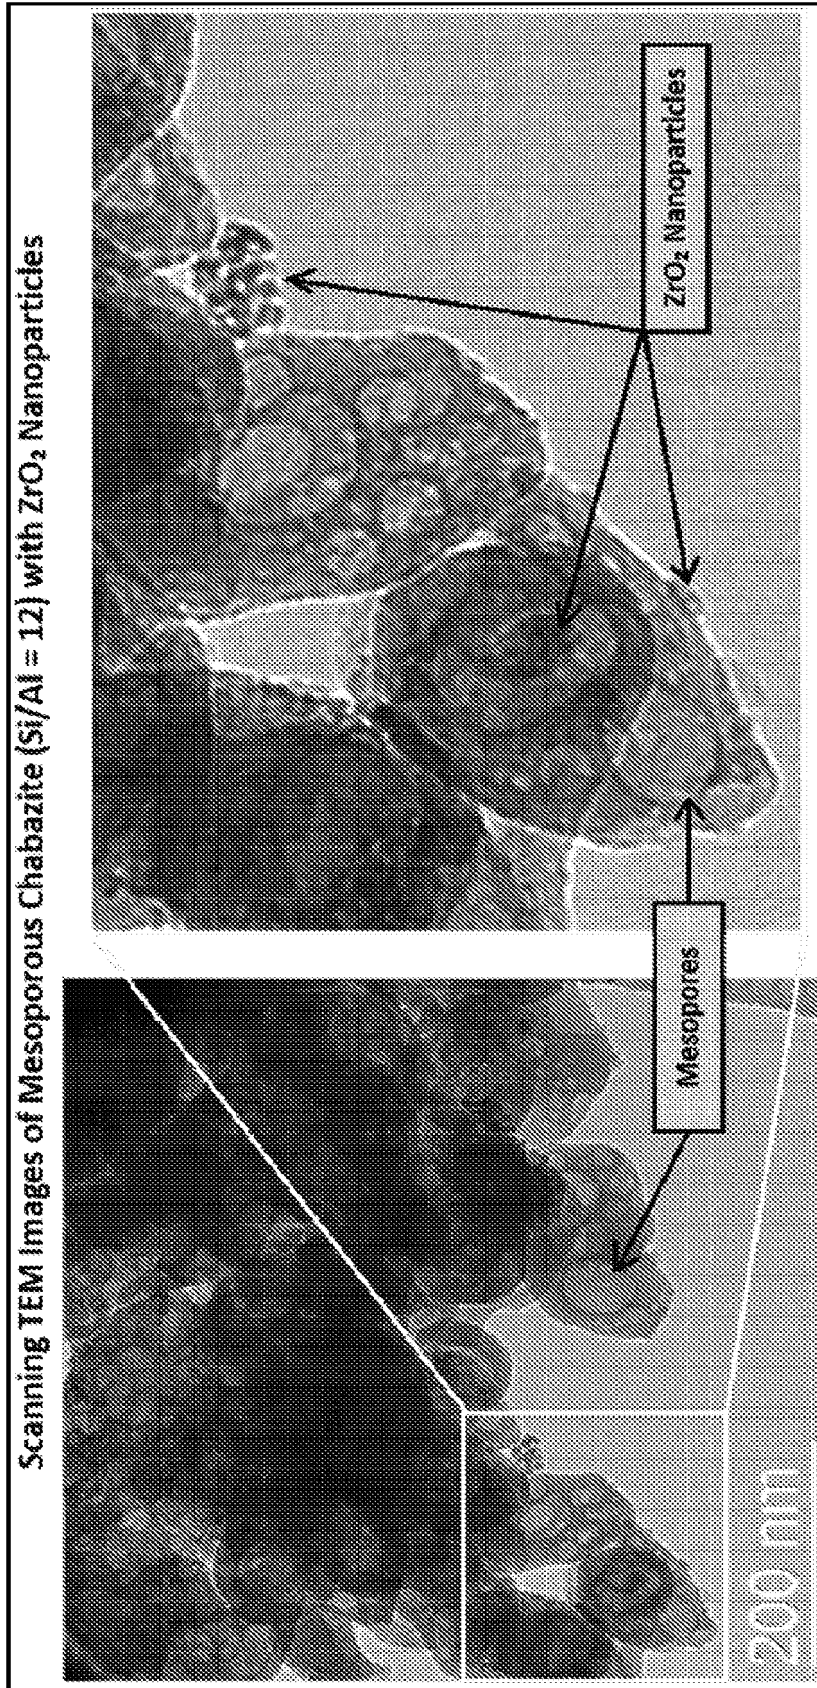 Scanning TEM Images of Mesoporous Chabazite (Si/Al = 12) with ZrO₂ Nanoparticles
200 nm
Mesopores
ZrO₂ Nanoparticles